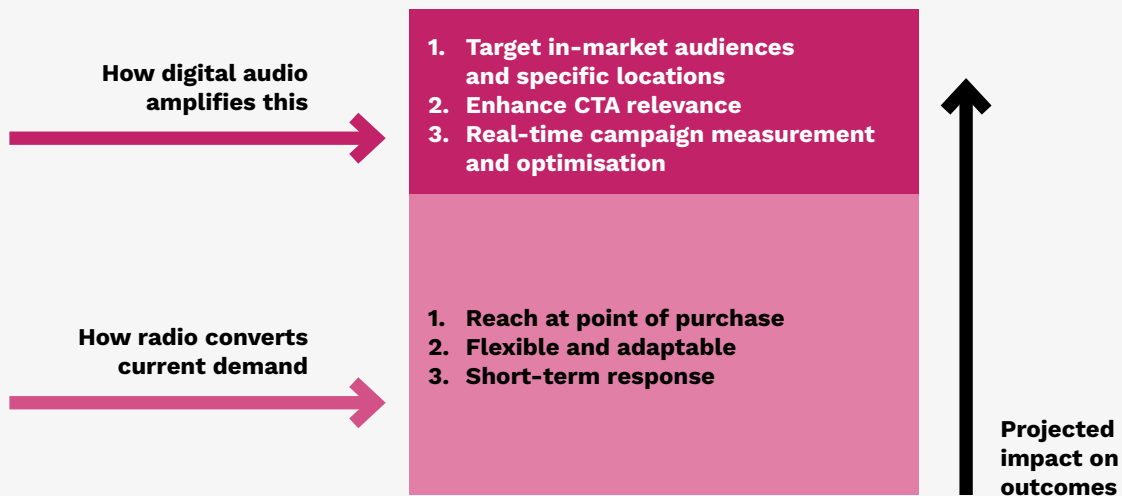 How digital audio
amplifies this
1. Target in-market audiences
and specific locations
2. Enhance CTA relevance
3. Real-time campaign measurement
and optimisation
How radio converts
current demand
1. Reach at point of purchase
2. Flexible and adaptable
3. Short-term response
Projected
impact on
outcomes